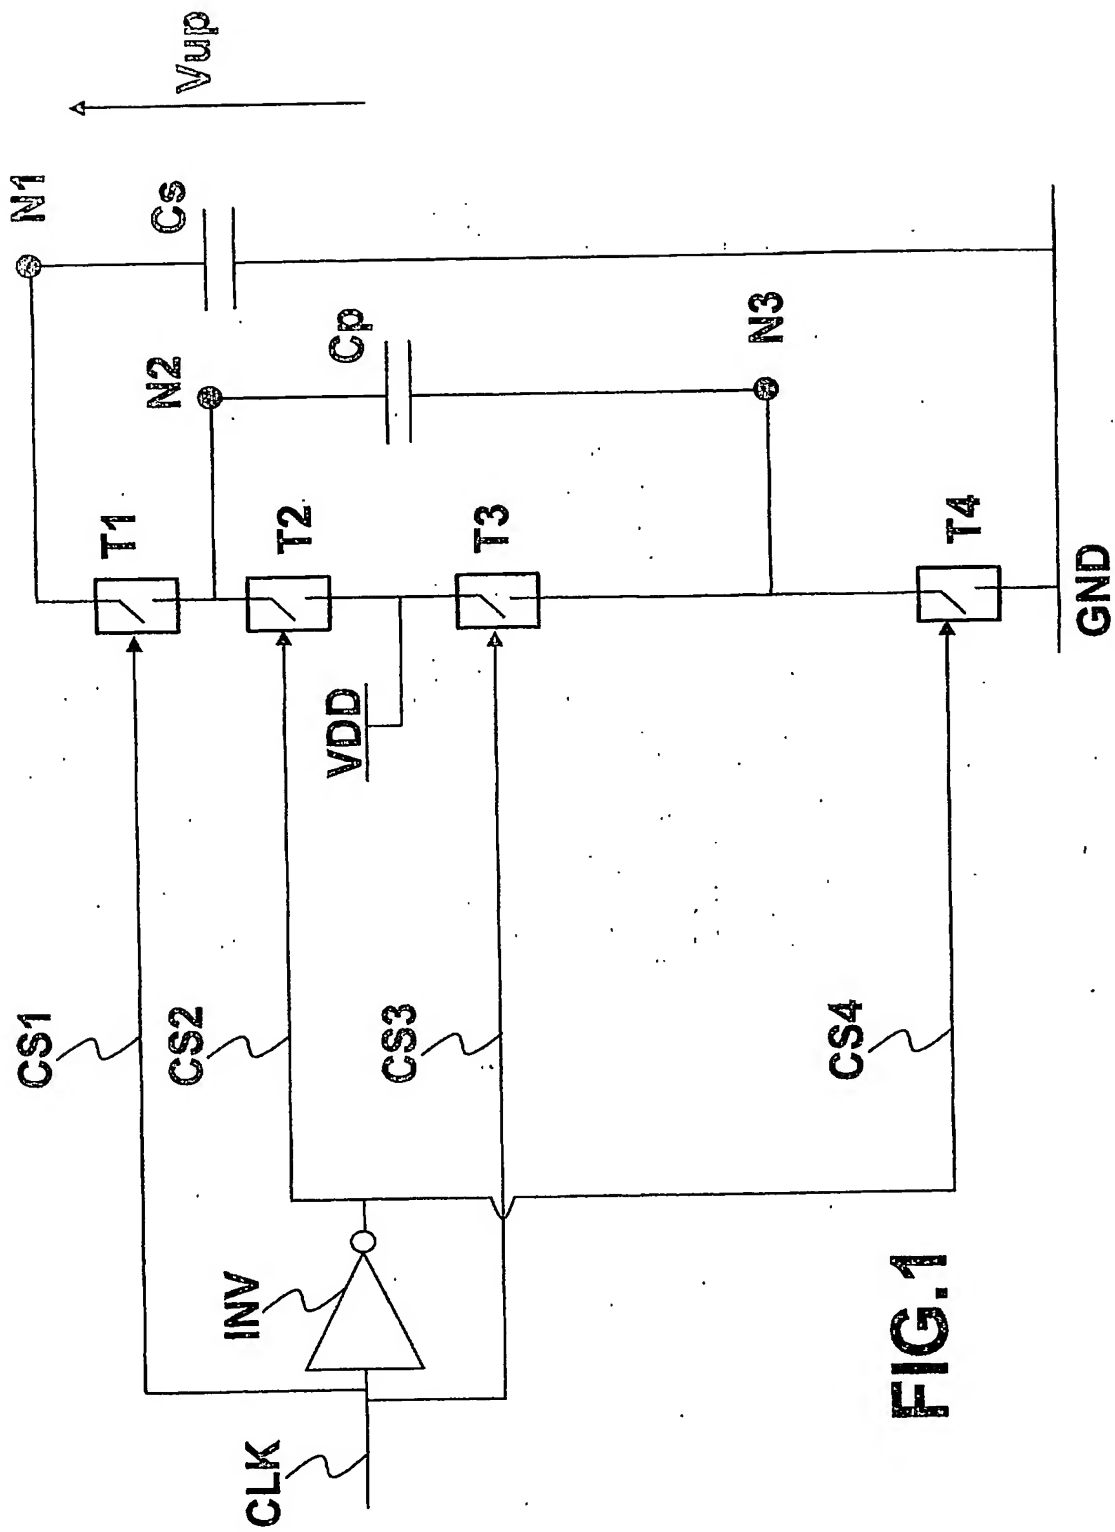 CLK
INV
CS1
CS2
CS3
CS4
VDD
T1
T2
T3
T4
GND
N2
Cp
N3
N1
Cs
Vup
FIG.1